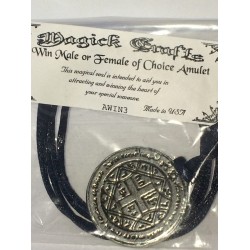 Magick Crafts
Win Male or Female of Choice Amulet
This magical seal is intended to aid you in
attracting and winning the heart of
your special someone.
AWIN3
Made in USA